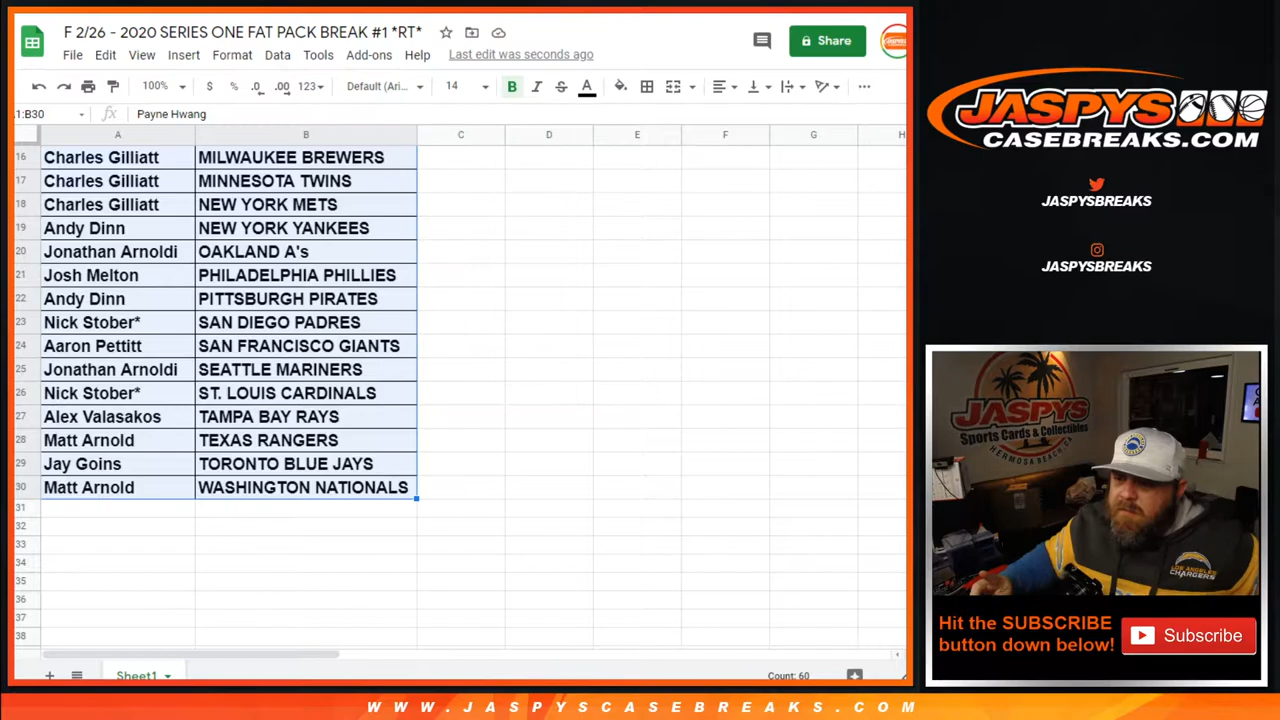 F 2/26 - 2020 SERIES ONE FAT PACK BREAK #1 *RT*
File Edit View Insert Format Data Tools Add-ons Help Last edit was seconds ago
Share
100% $ % .0 .00 123 Default (Ari... 14 B I S A
1:B30 fx Payne Hwang
A B C D E F G H
16 Charles Gilliatt MILWAUKEE BREWERS
17 Charles Gilliatt MINNESOTA TWINS
18 Charles Gilliatt NEW YORK METS
19 Andy Dinn NEW YORK YANKEES
20 Jonathan Arnoldi OAKLAND A's
21 Josh Melton PHILADELPHIA PHILLIES
22 Andy Dinn PITTSBURGH PIRATES
23 Nick Stober* SAN DIEGO PADRES
24 Aaron Pettitt SAN FRANCISCO GIANTS
25 Jonathan Arnoldi SEATTLE MARINERS
26 Nick Stober* ST. LOUIS CARDINALS
27 Alex Valasakos TAMPA BAY RAYS
28 Matt Arnold TEXAS RANGERS
29 Jay Goins TORONTO BLUE JAYS
30 Matt Arnold WASHINGTON NATIONALS
31
32
33
34
35
36
37
38
Sheet1
Count: 60
JASPYS
CASEBREAKS.COM
JASPYSBREAKS
JASPYSBREAKS
JASPYS
Sports Cards & Collectibles
HERMOSA BEACH, CA
LOS ANGELES
CHARGERS
Hit the SUBSCRIBE
button down below!
Subscribe
WWW.JASPYSCASEBREAKS.COM